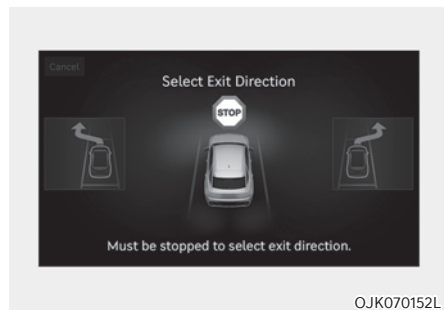 Cancel
Select Exit Direction
STOP
Must be stopped to select exit direction.
OJK070152L